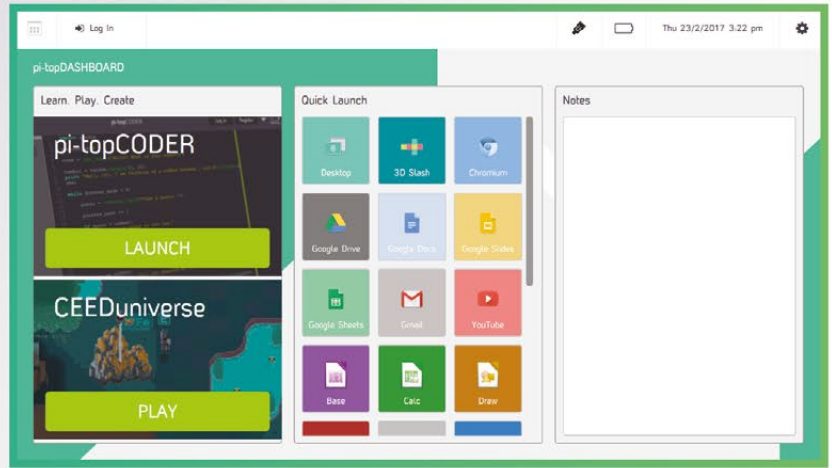 Log In
Thu 23/2/2017 3.22 pm
pi-topDASHBOARD
Learn. Play. Create
pi-topCODER
LAUNCH
CEEDuniverse
PLAY
Quick Launch
Desktop
3D Slash
Chromium
Google Drive
Google Docs
Google Slides
Google Sheets
Gmail
YouTube
Base
Calc
Draw
Notes